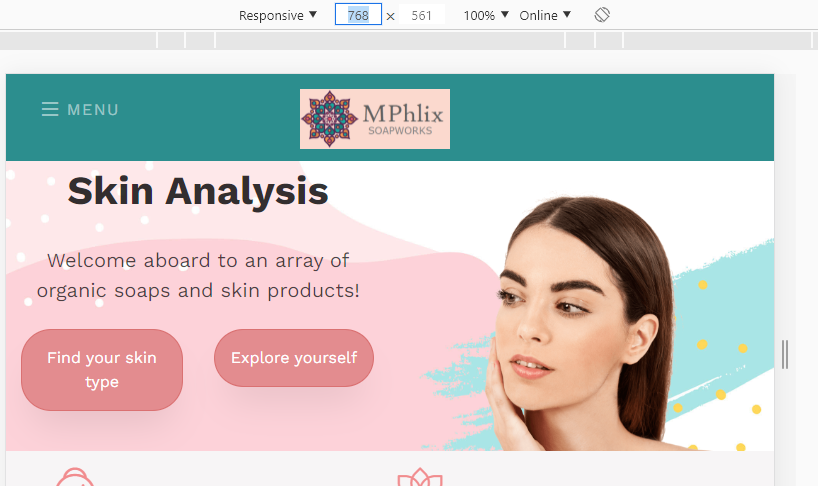 Responsive ▼ 768 × 561 100% ▼ Online ▼
☰ MENU
MPhlix
SOAPWORKS
Skin Analysis
Welcome aboard to an array of
organic soaps and skin products!
Find your skin
type
Explore yourself